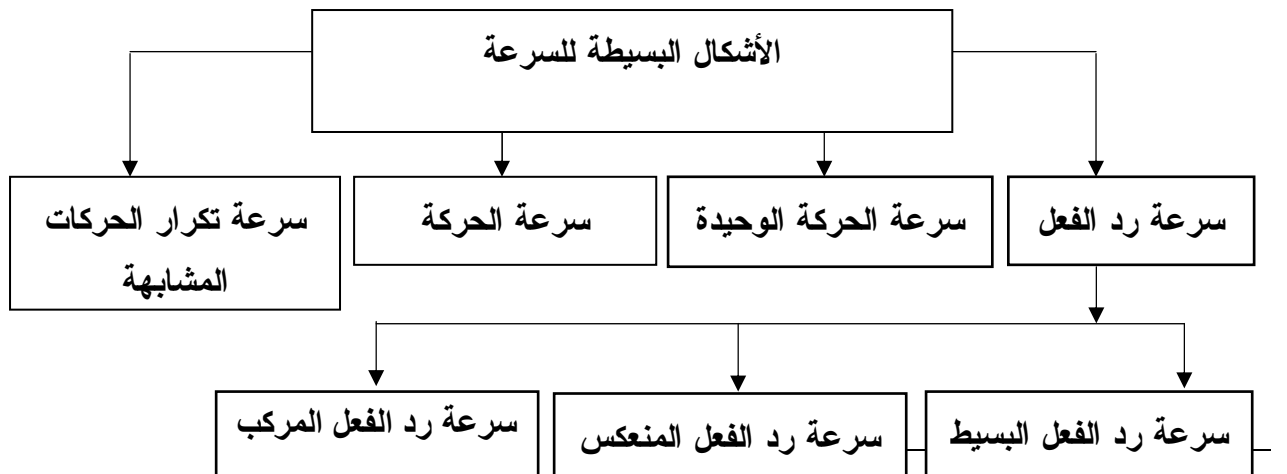 الأشكال البسيطة للسرعة
سرعة رد الفعل
سرعة الحركة الوحيدة
سرعة الحركة
سرعة تكرار الحركات
المشابهة
سرعة رد الفعل البسيط
سرعة رد الفعل المنعكس
سرعة رد الفعل المركب